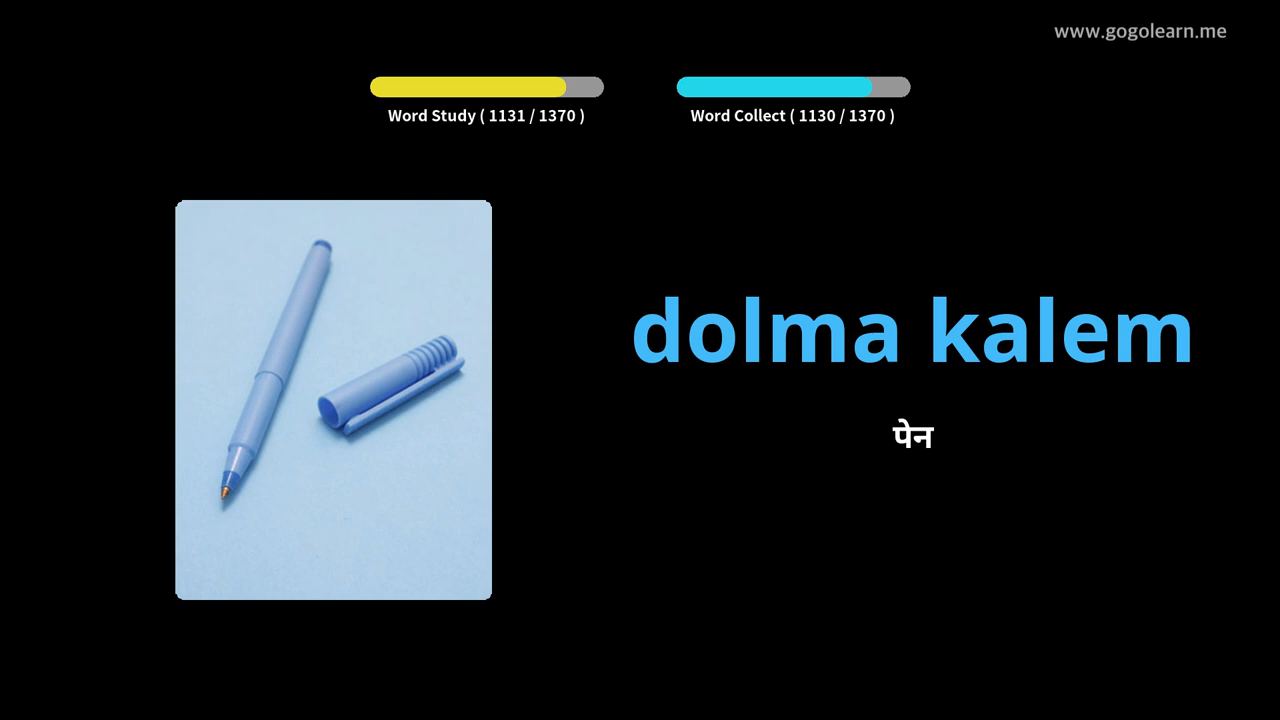 www.gogolearn.me
Word Study ( 1131 / 1370 )
Word Collect ( 1130 / 1370 )
dolma kalem
पेन